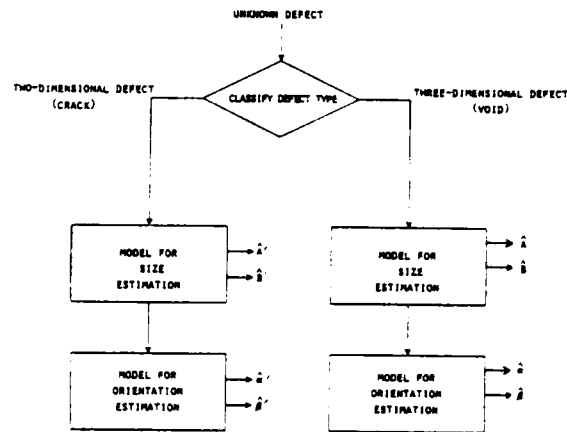 UNKNOWN DEFECT
TWO-DIMENSIONAL DEFECT
(CRACK)
CLASSIFY DEFECT TYPE
THREE-DIMENSIONAL DEFECT
(VOID)
MODEL FOR
SIZE
ESTIMATION
Â′
B̂′
MODEL FOR
SIZE
ESTIMATION
Â
B̂
MODEL FOR
ORIENTATION
ESTIMATION
α̂′
β̂′
MODEL FOR
ORIENTATION
ESTIMATION
α̂
β̂